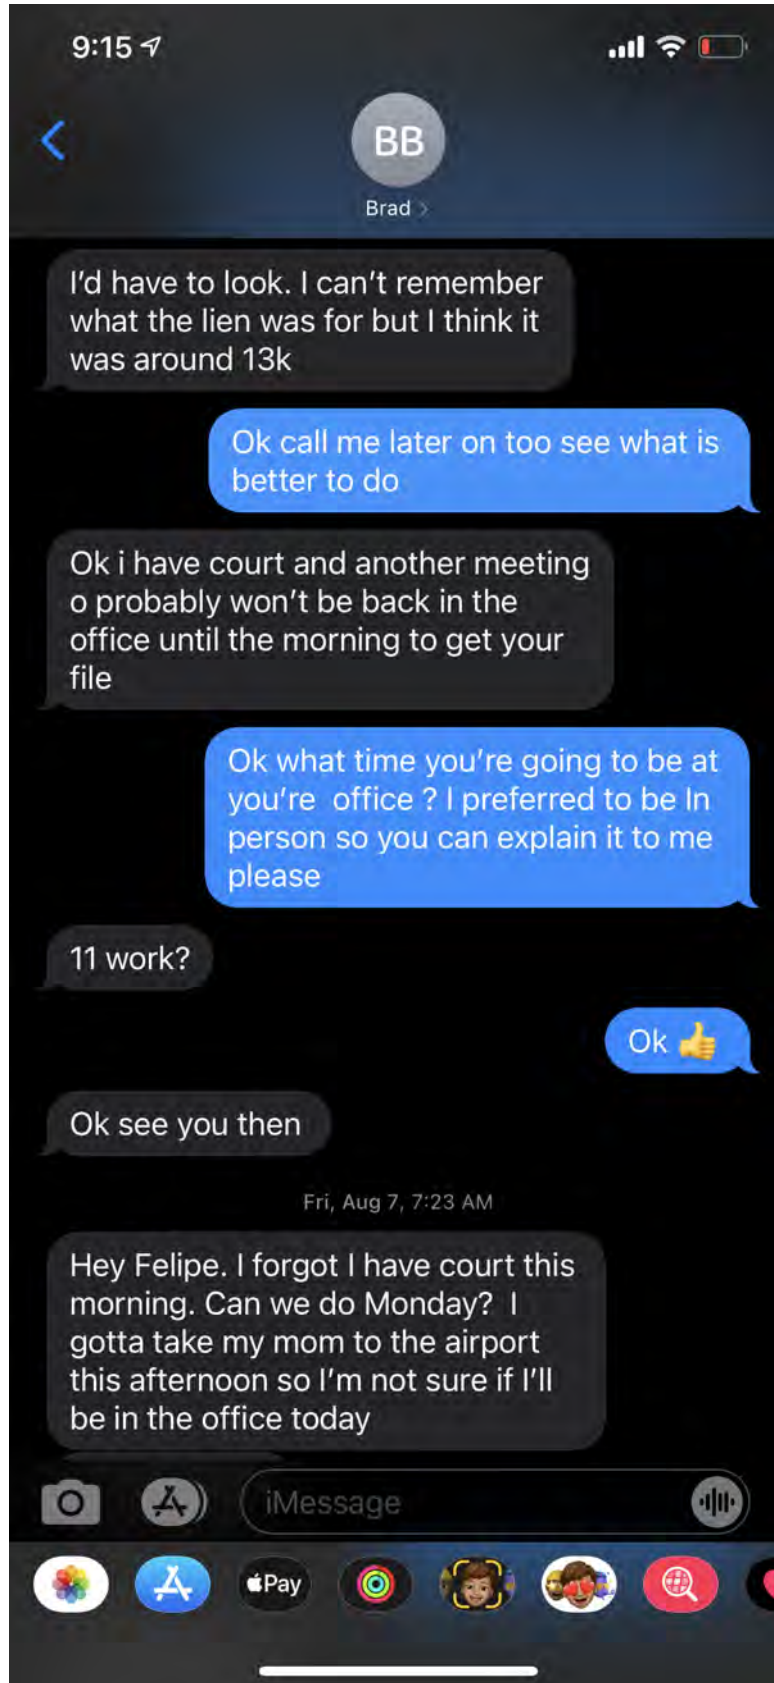 9:15
BB
Brad
I'd have to look. I can't remember
what the lien was for but I think it
was around 13k
Ok call me later on too see what is
better to do
Ok i have court and another meeting
o probably won't be back in the
office until the morning to get your
file
Ok what time you're going to be at
you're  office ? I preferred to be In
person so you can explain it to me
please
11 work?
Ok 👍
Ok see you then
Fri, Aug 7, 7:23 AM
Hey Felipe. I forgot I have court this
morning. Can we do Monday?  I
gotta take my mom to the airport
this afternoon so I'm not sure if I'll
be in the office today
iMessage
Pay